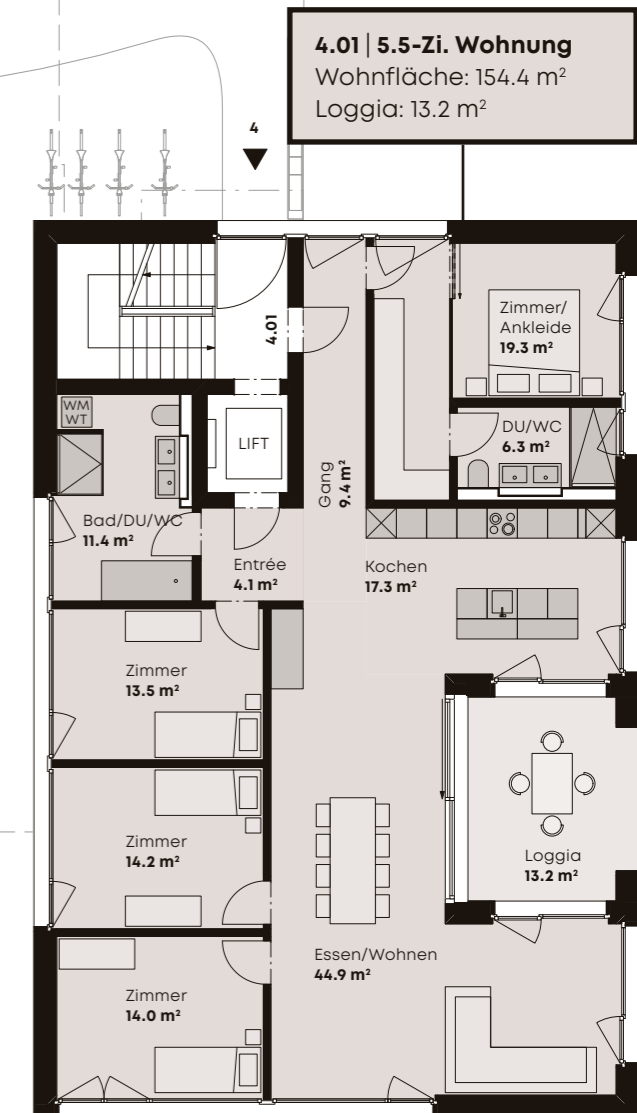 4.01 | 5.5-Zi. Wohnung
Wohnfläche: 154.4 m²
Loggia: 13.2 m²
4
4.01
Zimmer/
Ankleide
19.3 m²
WM
WT
LIFT
DU/WC
6.3 m²
Gang
9.4 m²
Bad/DU/WC
11.4 m²
Entrée
4.1 m²
Kochen
17.3 m²
Zimmer
13.5 m²
Zimmer
14.2 m²
Loggia
13.2 m²
Essen/Wohnen
44.9 m²
Zimmer
14.0 m²